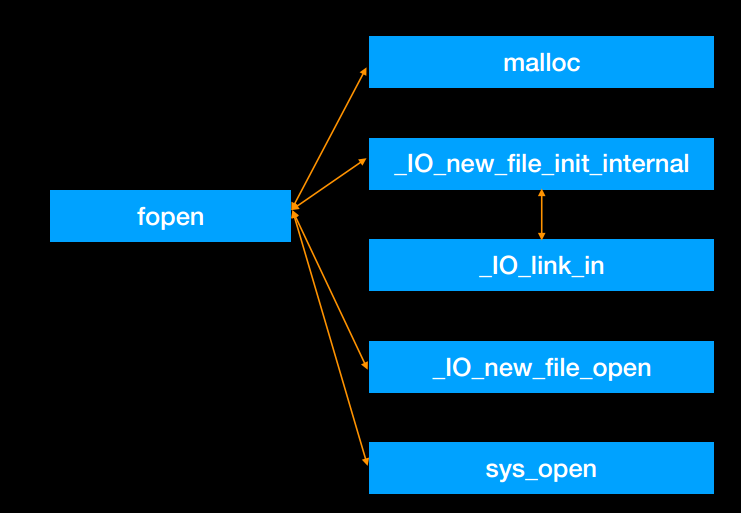 malloc
_IO_new_file_init_internal
fopen
_IO_link_in
_IO_new_file_open
sys_open